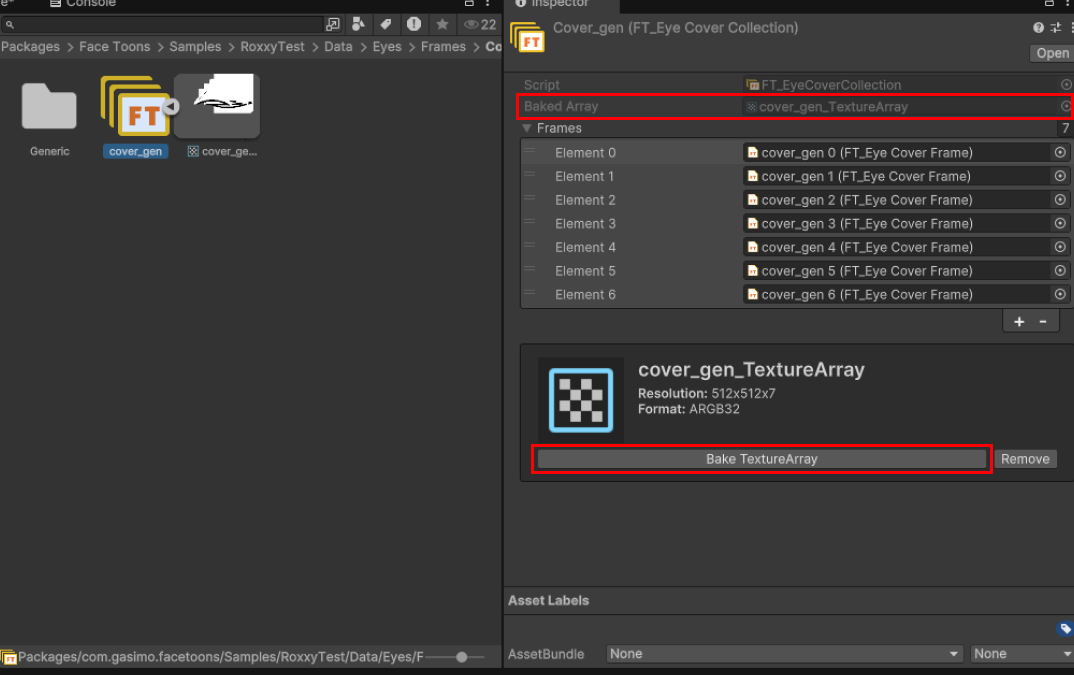 Console
Inspector
22
Packages > Face Toons > Samples > RoxxyTest > Data > Eyes > Frames > Co
Generic
FT
cover_gen
cover_ge...
FT
Cover_gen (FT_Eye Cover Collection)
Open
Script
FT_EyeCoverCollection
Baked Array
cover_gen_TextureArray
Frames
7
Element 0
cover_gen 0 (FT_Eye Cover Frame)
Element 1
cover_gen 1 (FT_Eye Cover Frame)
Element 2
cover_gen 2 (FT_Eye Cover Frame)
Element 3
cover_gen 3 (FT_Eye Cover Frame)
Element 4
cover_gen 4 (FT_Eye Cover Frame)
Element 5
cover_gen 5 (FT_Eye Cover Frame)
Element 6
cover_gen 6 (FT_Eye Cover Frame)
+ -
cover_gen_TextureArray
Resolution: 512x512x7
Format: ARGB32
Bake TextureArray
Remove
Asset Labels
Packages/com.gasimo.facetoons/Samples/RoxxyTest/Data/Eyes/F
AssetBundle
None
None